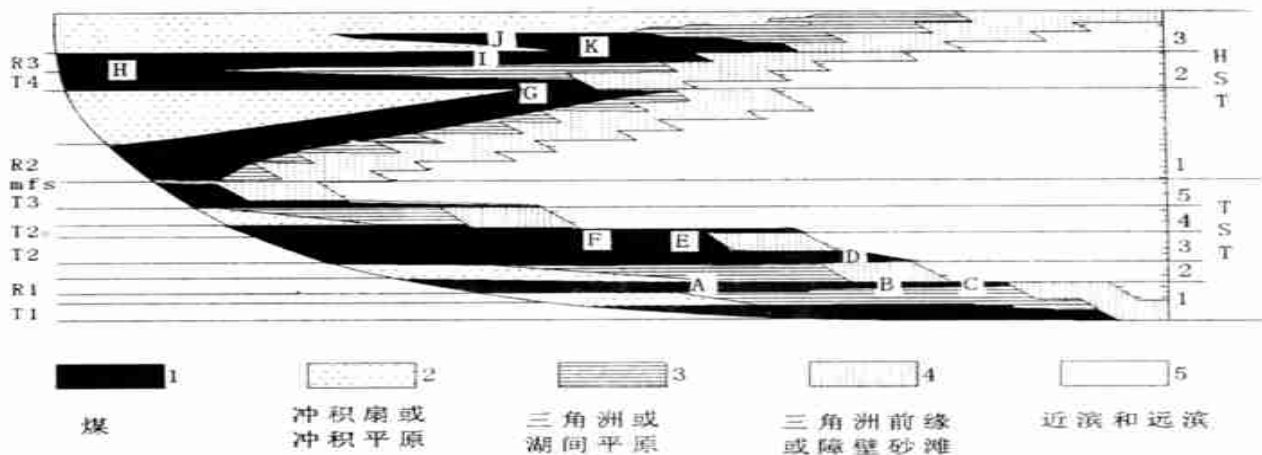 J
K
I
R3
H
T4
G
3
H
2
S
T
R2
mfs
1
T3
5
T
T2
F
E
4
S
3
T
T2
D
2
A
B
C
R1
1
T1
1
2
3
4
5
煤
冲积扇或
冲积平原
三角洲或
湖间平原
三角洲前缘
或障壁砂滩
近滨和远滨